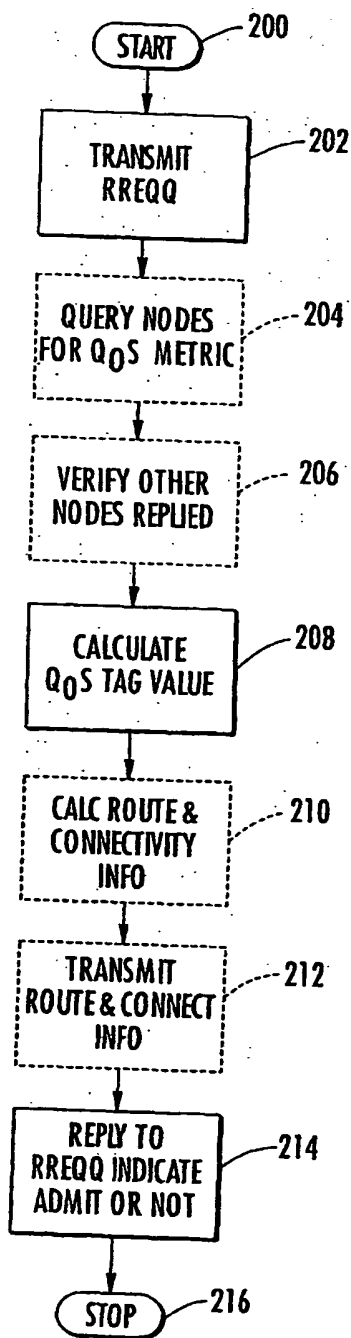 START
200
TRANSMIT
RREQQ
202
QUERY NODES
FOR QOS METRIC
204
VERIFY OTHER
NODES REPLIED
206
CALCULATE
QOS TAG VALUE
208
CALC ROUTE &
CONNECTIVITY
INFO
210
TRANSMIT
ROUTE & CONNECT
INFO
212
REPLY TO
RREQQ INDICATE
ADMIT OR NOT
214
STOP
216